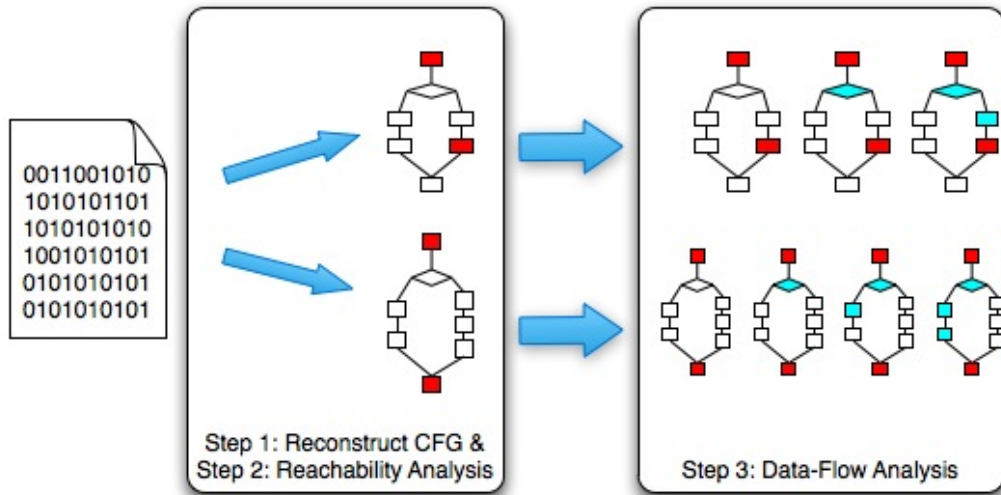 0011001010
1010101101
1010101010
1001010101
0101010101
0101010101
Step 1: Reconstruct CFG &
Step 2: Reachability Analysis
Step 3: Data-Flow Analysis